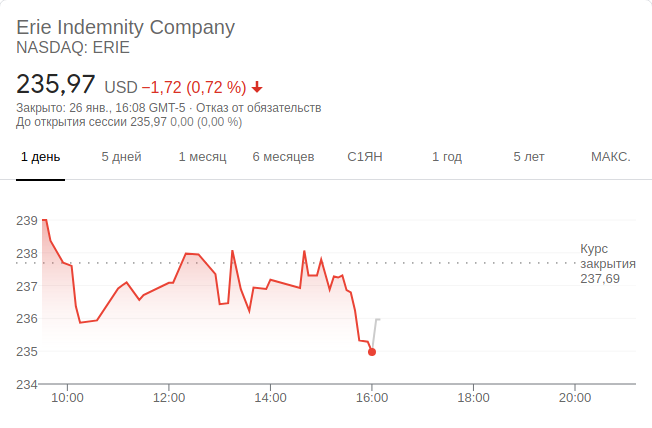 Erie Indemnity Company
NASDAQ: ERIE
235,97 USD −1,72 (0,72 %)
Закрыто: 26 янв., 16:08 GMT-5 · Отказ от обязательств
До открытия сессии 235,97 0,00 (0,00 %)
1 день 5 дней 1 месяц 6 месяцев С1ЯН 1 год 5 лет МАКС.
239
238
237
236
235
234
Курс
закрытия
237,69
10:00 12:00 14:00 16:00 18:00 20:00